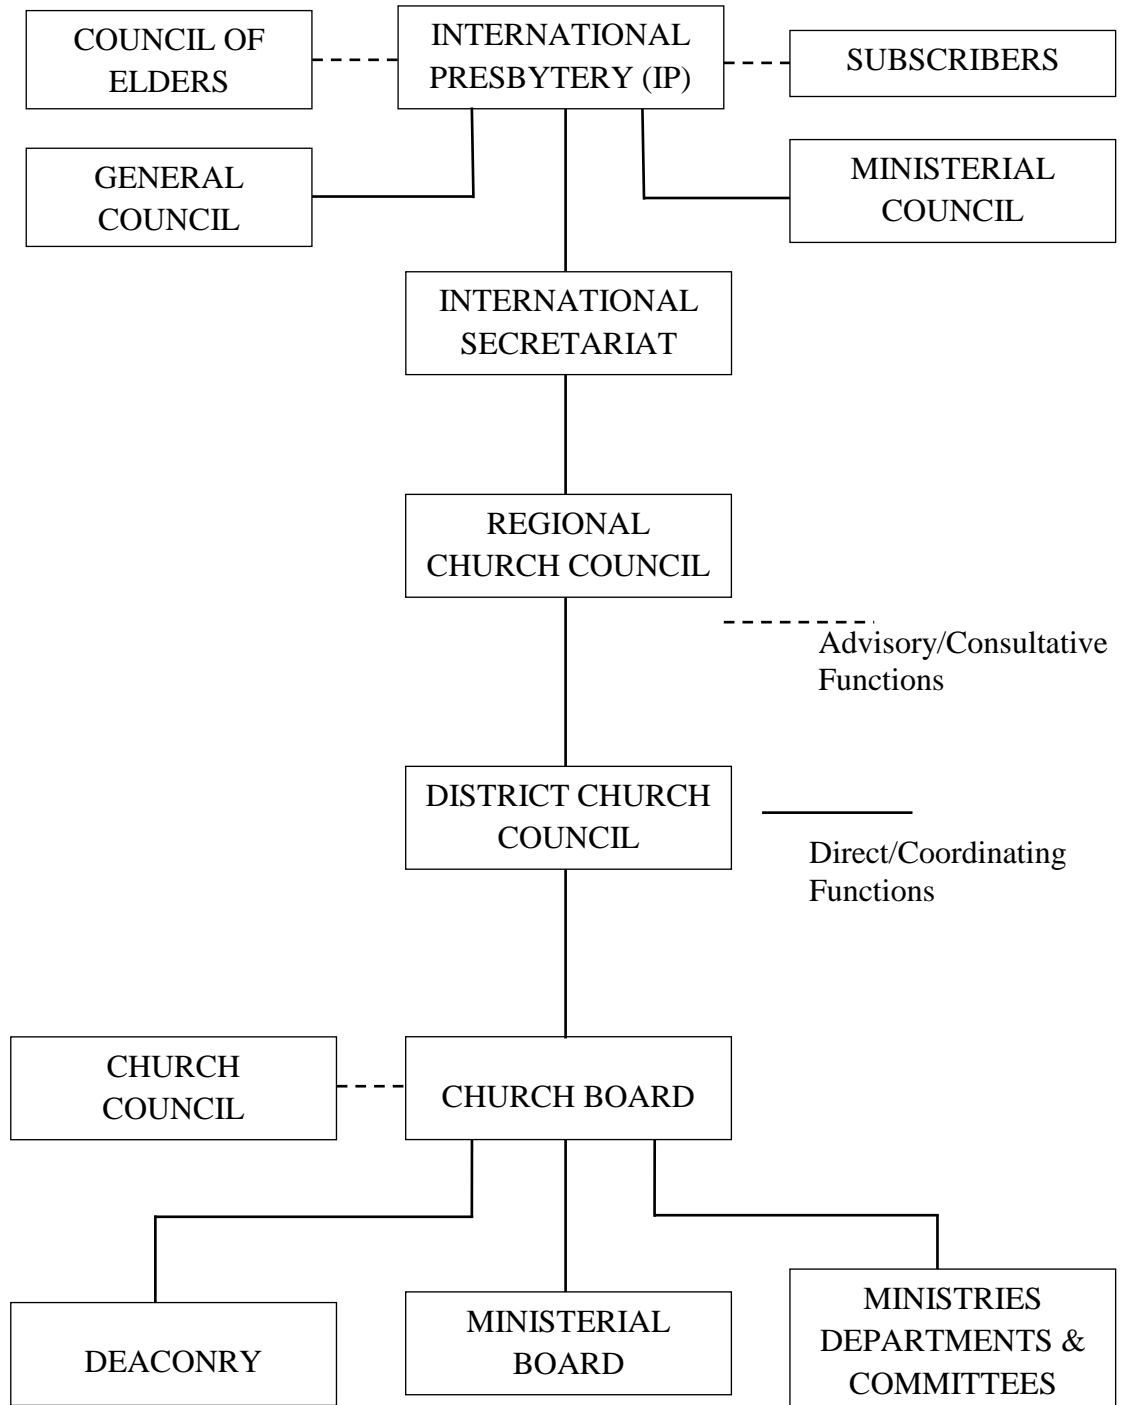 COUNCIL OF
ELDERS
INTERNATIONAL
PRESBYTERY (IP)
SUBSCRIBERS
GENERAL
COUNCIL
MINISTERIAL
COUNCIL
INTERNATIONAL
SECRETARIAT
REGIONAL
CHURCH COUNCIL
Advisory/Consultative
Functions
DISTRICT CHURCH
COUNCIL
Direct/Coordinating
Functions
CHURCH
COUNCIL
CHURCH BOARD
DEACONRY
MINISTERIAL
BOARD
MINISTRIES
DEPARTMENTS &
COMMITTEES